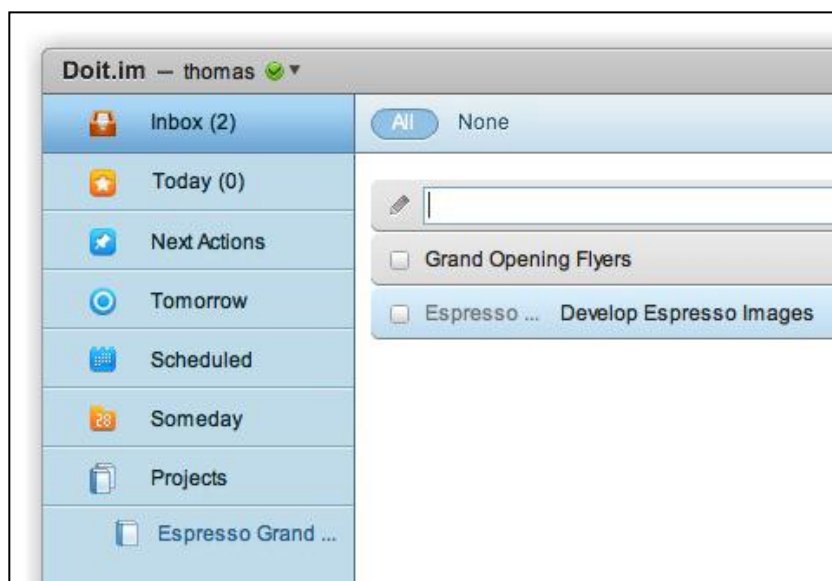 Doit.im – thomas
Inbox (2)
Today (0)
Next Actions
Tomorrow
Scheduled
28
Someday
Projects
Espresso Grand ...
All None
Grand Opening Flyers
Espresso ... Develop Espresso Images